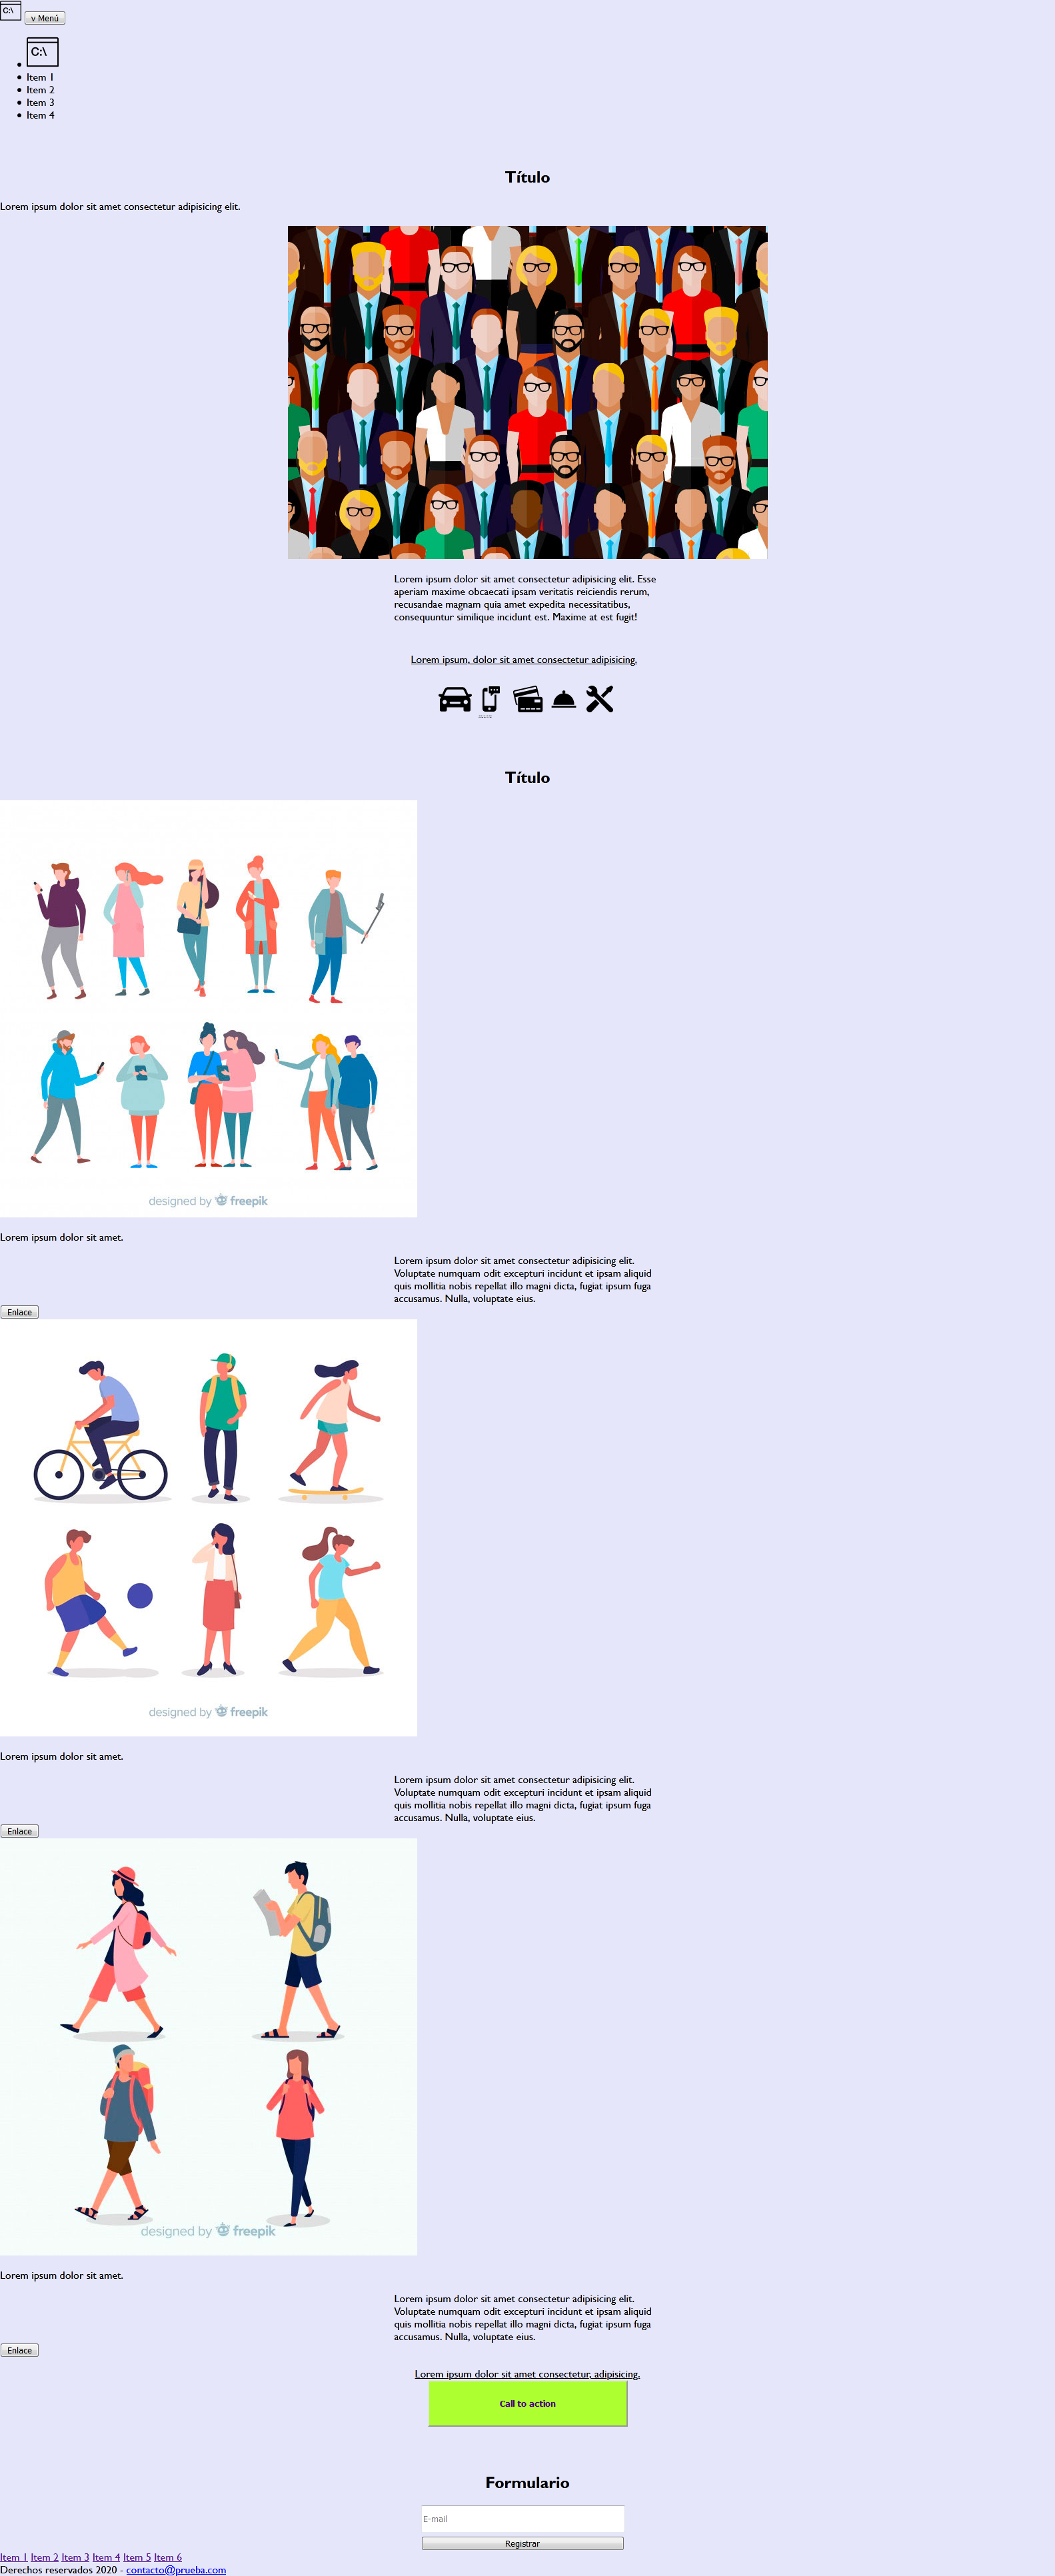 C:\
v Menú
C:\
Item 1
Item 2
Item 3
Item 4
Título
Lorem ipsum dolor sit amet consectetur adipisicing elit.
Lorem ipsum dolor sit amet consectetur adipisicing elit. Esse
aperiam maxime obcaecati ipsam veritatis reiciendis rerum,
recusandae magnam quia amet expedita necessitatibus,
consequuntur similique incidunt est. Maxime at est fugit!
Lorem ipsum, dolor sit amet consectetur adipisicing.
Título
designed by freepik
Lorem ipsum dolor sit amet.
Lorem ipsum dolor sit amet consectetur adipisicing elit.
Voluptate numquam odit excepturi incidunt et ipsam aliquid
quis mollitia nobis repellat illo magni dicta, fugiat ipsum fuga
accusamus. Nulla, voluptate eius.
Enlace
designed by freepik
Lorem ipsum dolor sit amet.
Lorem ipsum dolor sit amet consectetur adipisicing elit.
Voluptate numquam odit excepturi incidunt et ipsam aliquid
quis mollitia nobis repellat illo magni dicta, fugiat ipsum fuga
accusamus. Nulla, voluptate eius.
Enlace
designed by freepik
Lorem ipsum dolor sit amet.
Lorem ipsum dolor sit amet consectetur adipisicing elit.
Voluptate numquam odit excepturi incidunt et ipsam aliquid
quis mollitia nobis repellat illo magni dicta, fugiat ipsum fuga
accusamus. Nulla, voluptate eius.
Enlace
Lorem ipsum dolor sit amet consectetur, adipisicing.
Call to action
Formulario
E-mail
Registrar
Item 1 Item 2 Item 3 Item 4 Item 5 Item 6
Derechos reservados 2020 - contacto@prueba.com